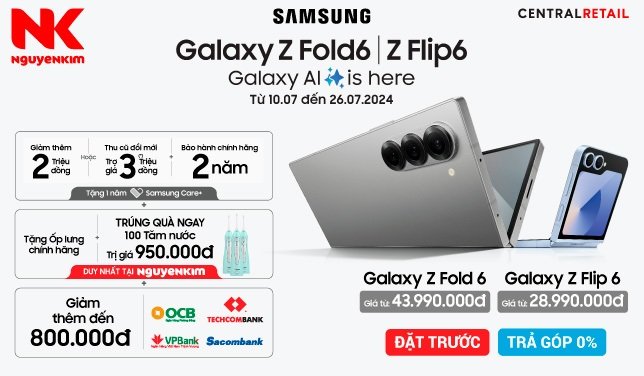 NK
NGUYENKIM
SAMSUNG
CENTRAL RETAIL
Galaxy Z Fold6 | Z Flip6
Galaxy AI is here
Từ 10.07 đến 26.07.2024
Giảm thêm
2 Triệu đồng
Hoặc
Thu cũ đổi mới
Trợ giá 3 Triệu đồng
+
Bảo hành chính hãng
2 năm
Tặng 1 năm Samsung Care+
+
Tặng Ốp lưng
chính hãng
+
TRÚNG QUÀ NGAY
100 Tăm nước
Trị giá 950.000đ
DUY NHẤT TẠI NGUYENKIM
+
Giảm
thêm đến
800.000đ
OCB
TECHCOMBANK
VPBank
Sacombank
Galaxy Z Fold 6
Giá từ: 43.990.000đ
Galaxy Z Flip 6
Giá từ: 28.990.000đ
ĐẶT TRƯỚC
TRẢ GÓP 0%